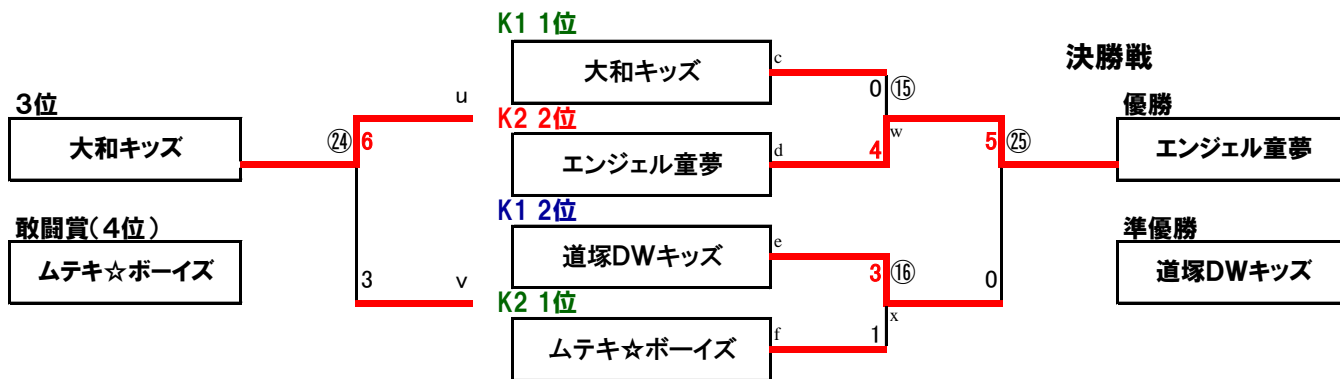 K1 1位
大和キッズ
c
決勝戦
3位
u
0
⑮
優勝
大和キッズ
㉔
6
K2 2位
エンジェル童夢
d
4
w
5
㉕
エンジェル童夢
敢闘賞(4位)
K1 2位
準優勝
ムテキ☆ボーイズ
3
v
道塚DWキッズ
e
3
⑯
0
道塚DWキッズ
K2 1位
x
ムテキ☆ボーイズ
f
1